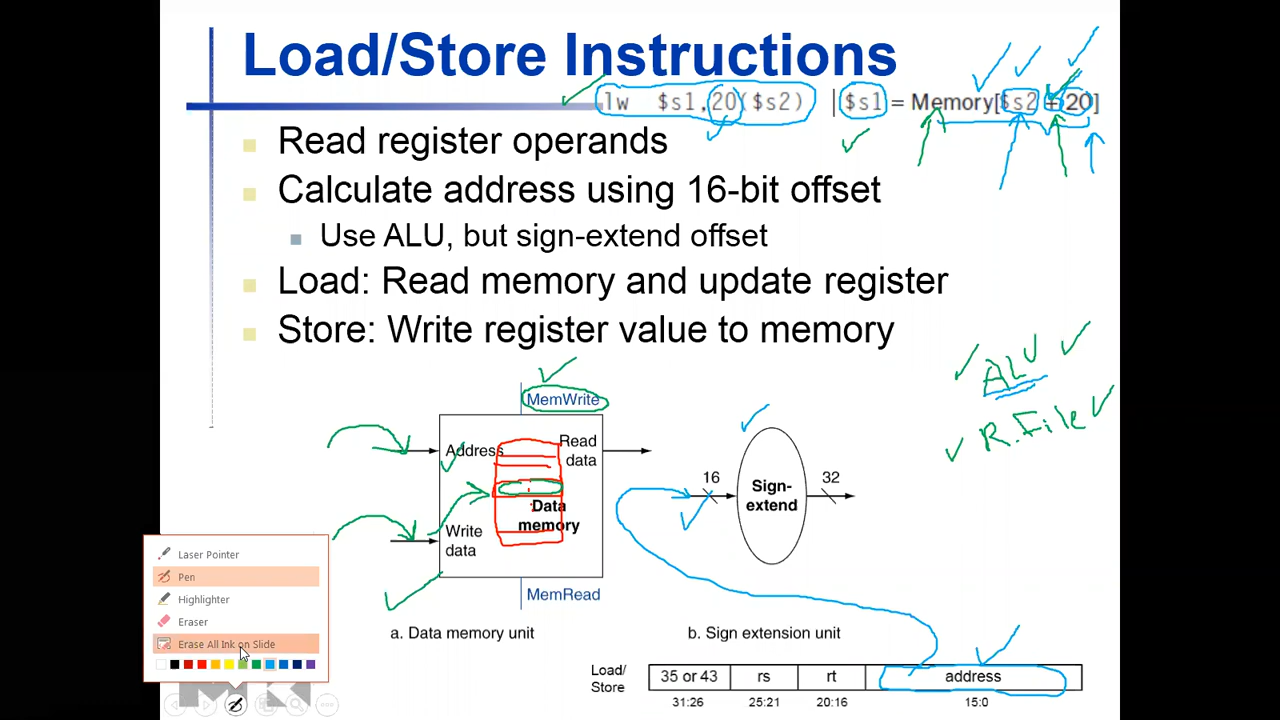 Load/Store Instructions
lw $s1,20($s2) | $s1 = Memory[$s2 + 20]
Read register operands
Calculate address using 16-bit offset
Use ALU, but sign-extend offset
Load: Read memory and update register
Store: Write register value to memory
ALU
R.File
MemWrite
Address
Read
data
Data
memory
Write
data
MemRead
a. Data memory unit
16
Sign-
extend
32
b. Sign extension unit
Laser Pointer
Pen
Highlighter
Eraser
Erase All Ink on Slide
Load/
Store
35 or 43 rs rt address
31:26 25:21 20:16 15:0